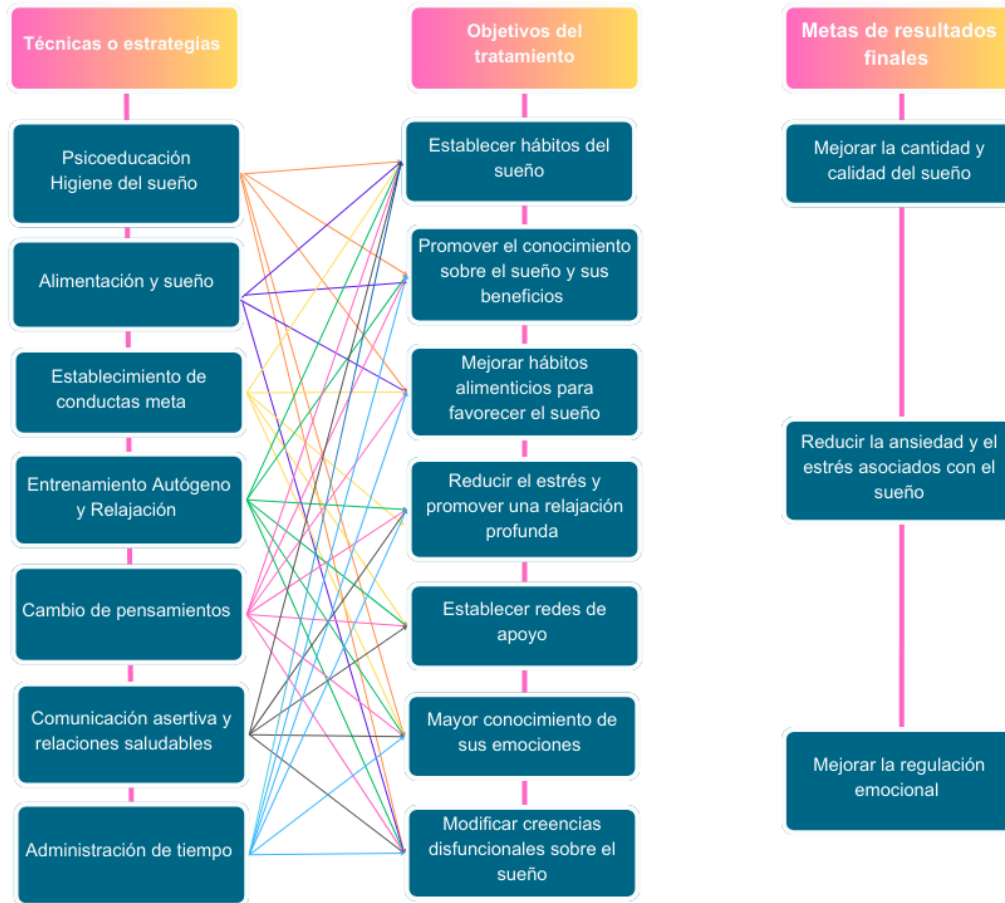 Técnicas o estrategias
Psicoeducación
Higiene del sueño
Alimentación y sueño
Establecimiento de
conductas meta
Entrenamiento Autógeno
y Relajación
Cambio de pensamientos
Comunicación asertiva y
relaciones saludables
Administración de tiempo
Objetivos del
tratamiento
Establecer hábitos del
sueño
Promover el conocimiento
sobre el sueño y sus
beneficios
Mejorar hábitos
alimenticios para
favorecer el sueño
Reducir el estrés y
promover una relajación
profunda
Establecer redes de
apoyo
Mayor conocimiento de
sus emociones
Modificar creencias
disfuncionales sobre el
sueño
Metas de resultados
finales
Mejorar la cantidad y
calidad del sueño
Reducir la ansiedad y el
estrés asociados con el
sueño
Mejorar la regulación
emocional